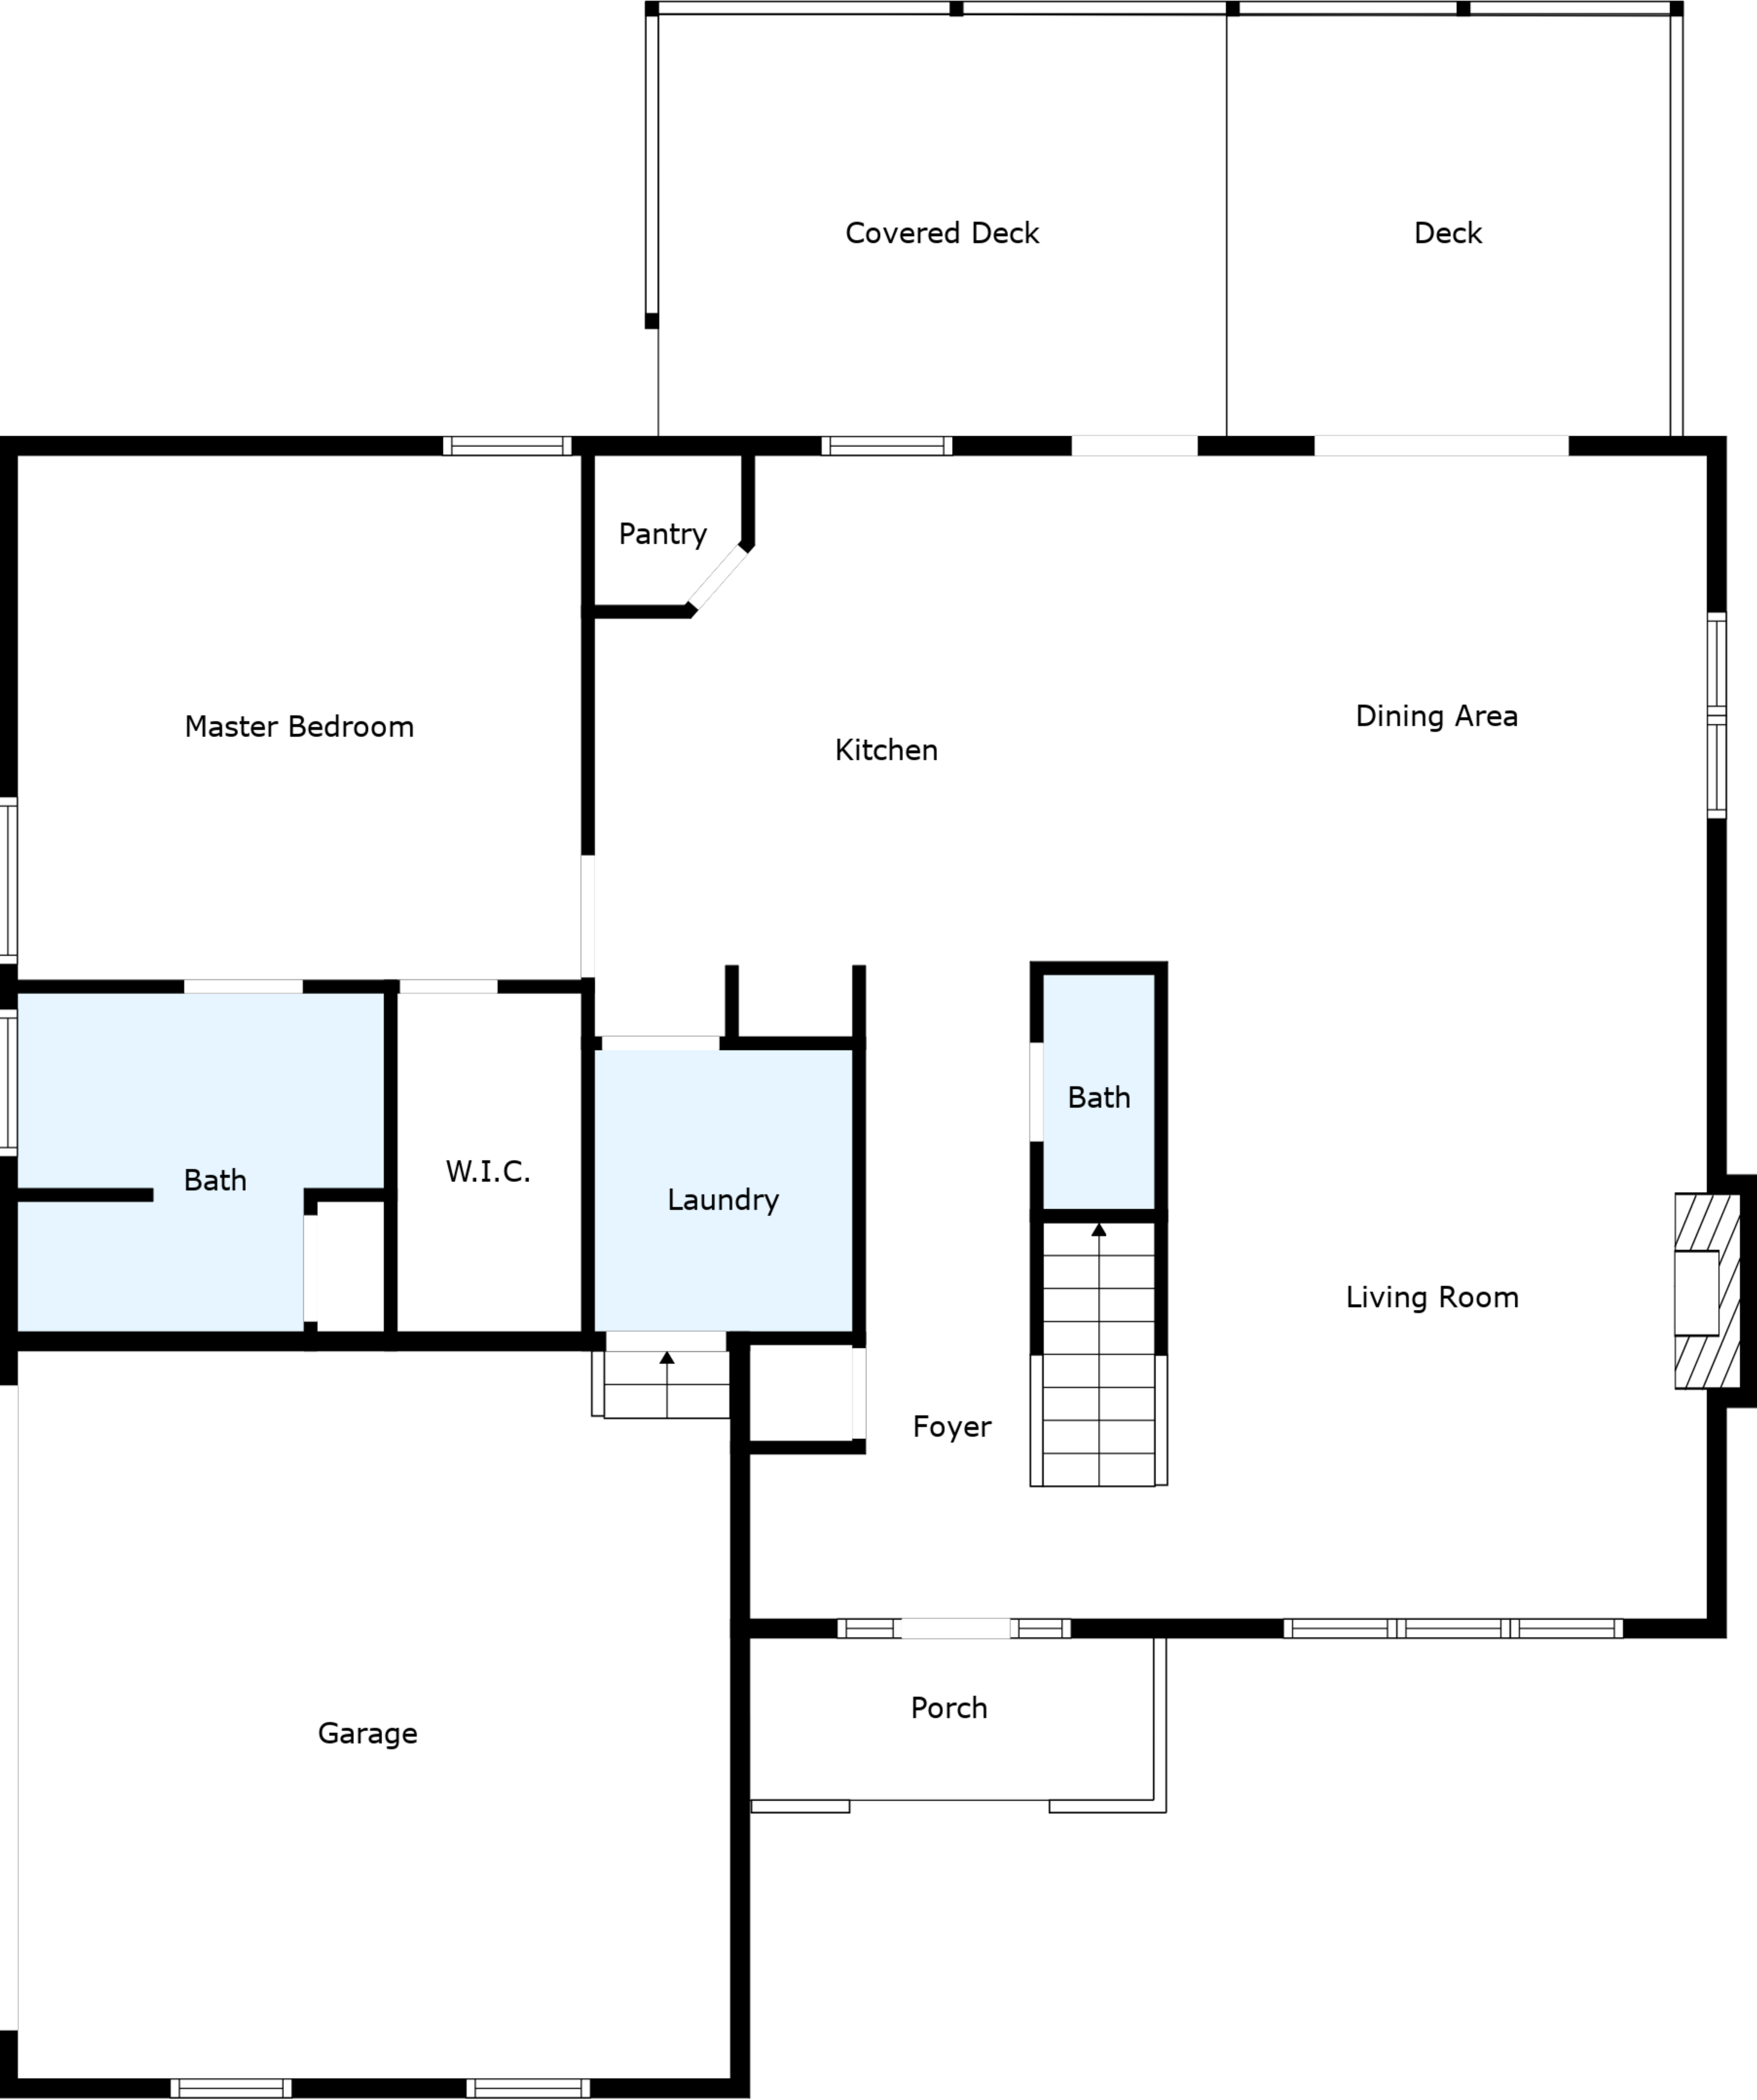 Covered Deck
Deck
Pantry
Master Bedroom
Kitchen
Dining Area
Bath
W.I.C.
Laundry
Bath
Living Room
Foyer
Garage
Porch